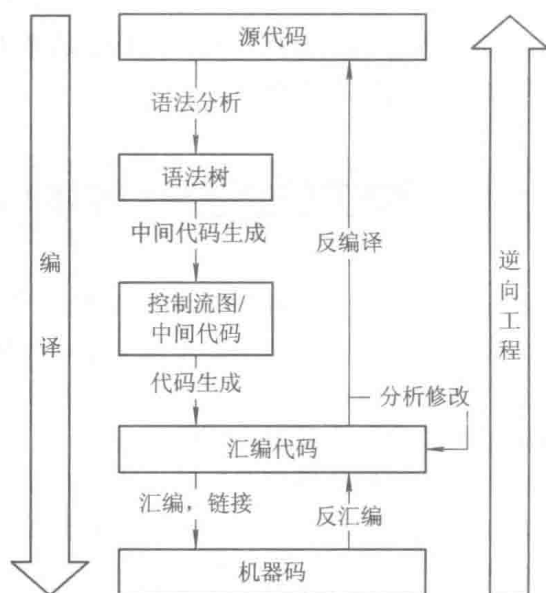 源代码
语法分析
语法树
中间代码生成
控制流图/
中间代码
代码生成
汇编代码
汇编，链接
机器码
反编译
分析修改
反汇编
编
译
逆
向
工
程